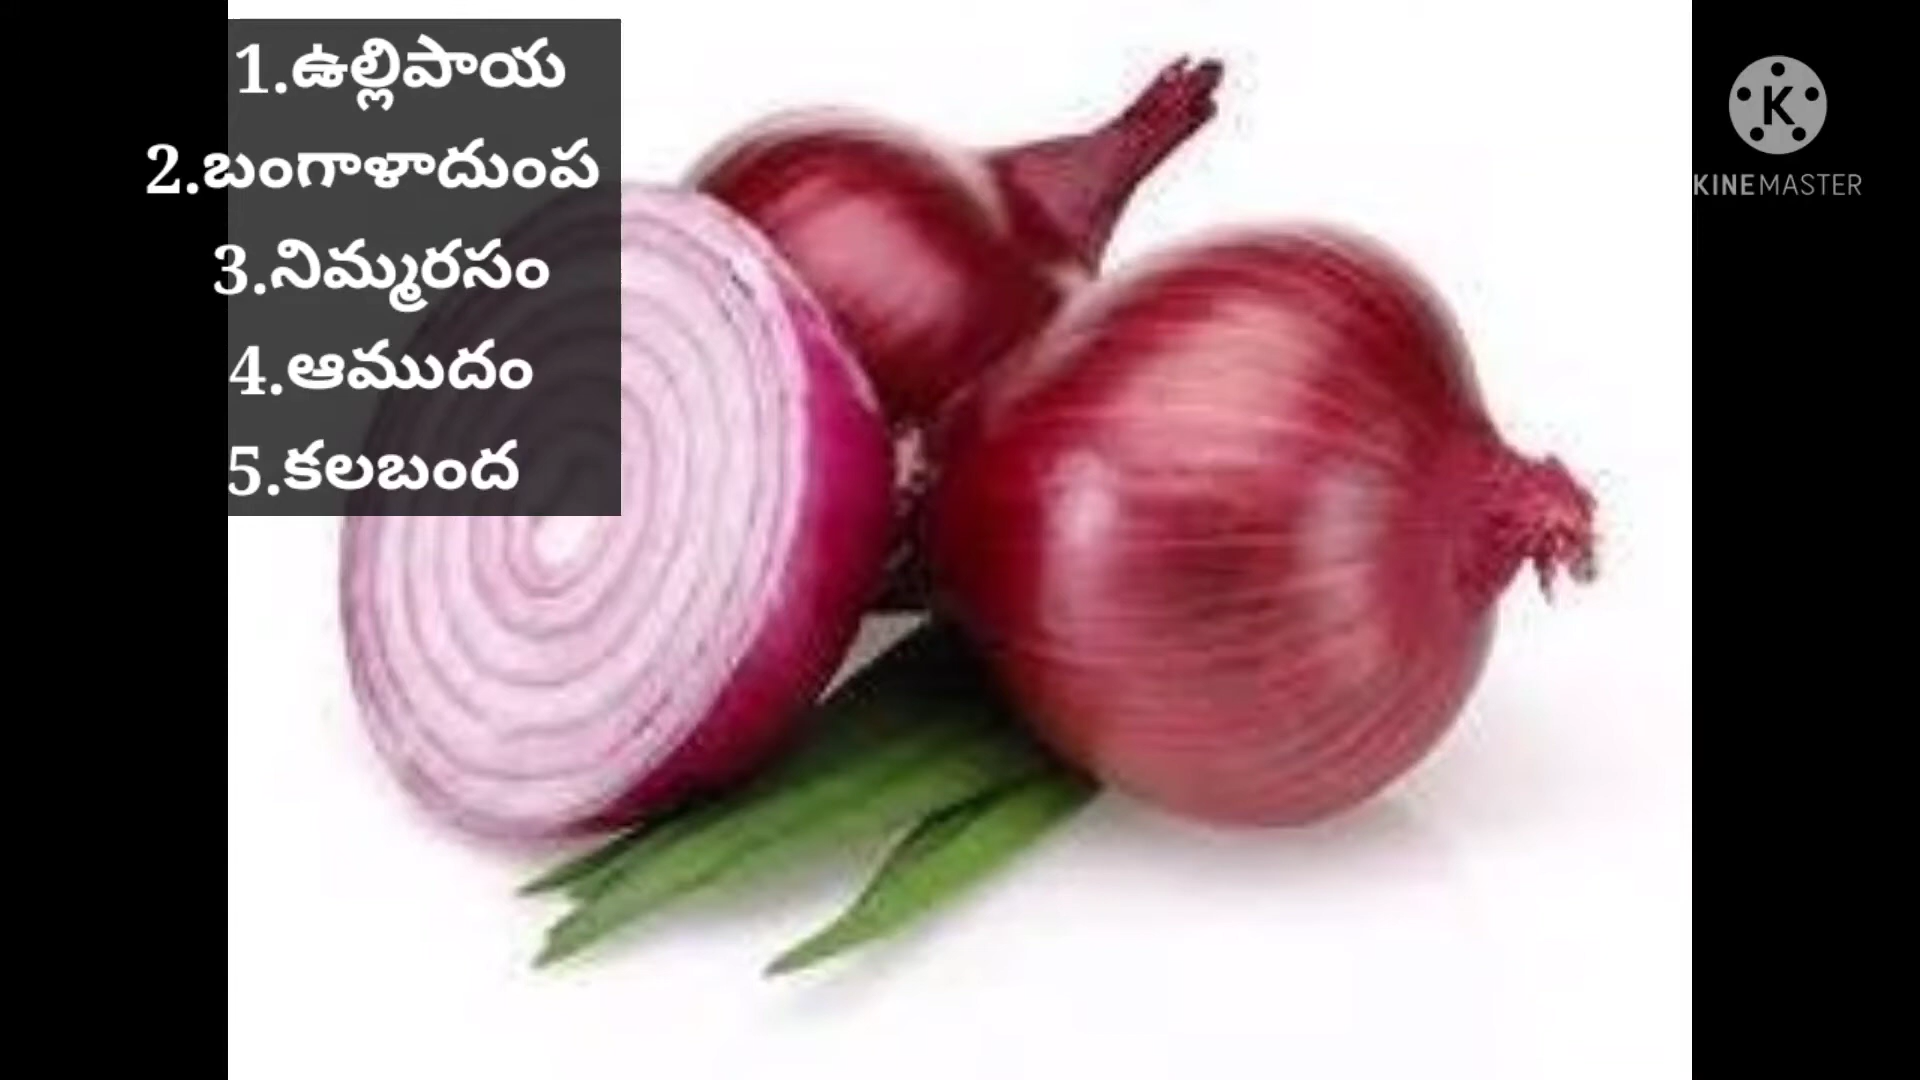 1.ఉల్లిపాయ
2.బంగాళాదుంప
3.నిమ్మరసం
4.ఆముదం
5.కలబంద
K
KINEMASTER